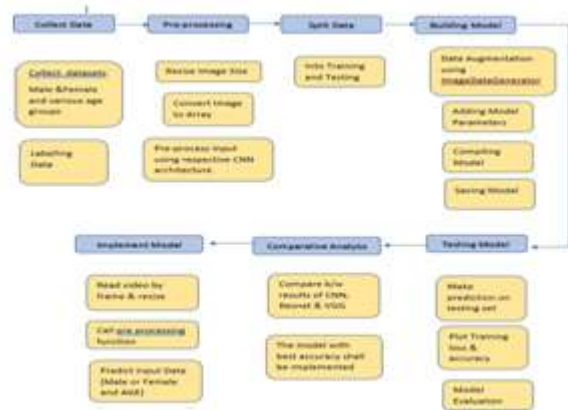 Collect Data
Pre-processing
Split Data
Building Model
Collect datasets
Male &Female
and various age
groups
Labelling
Data
Resize Image Size
Convert Image
to Array
Pre-process input
using respective CNN
architecture
Into Training
and Testing
Data Augmentation
using
ImageDataGenerator
Adding Model
Parameters
Compiling
Model
Saving Model
Implement Model
Comparative Analysis
Testing Model
Read video by
frame & resize
Call pre processing
function
Predict Input Data
(Male or Female
and AGE)
Compare b/w
results of CNN,
Resnet & VGG
The model with
best accuracy shall
be implemented
Make
prediction on
testing set
Plot Training
loss &
accuracy
Model
Evaluation